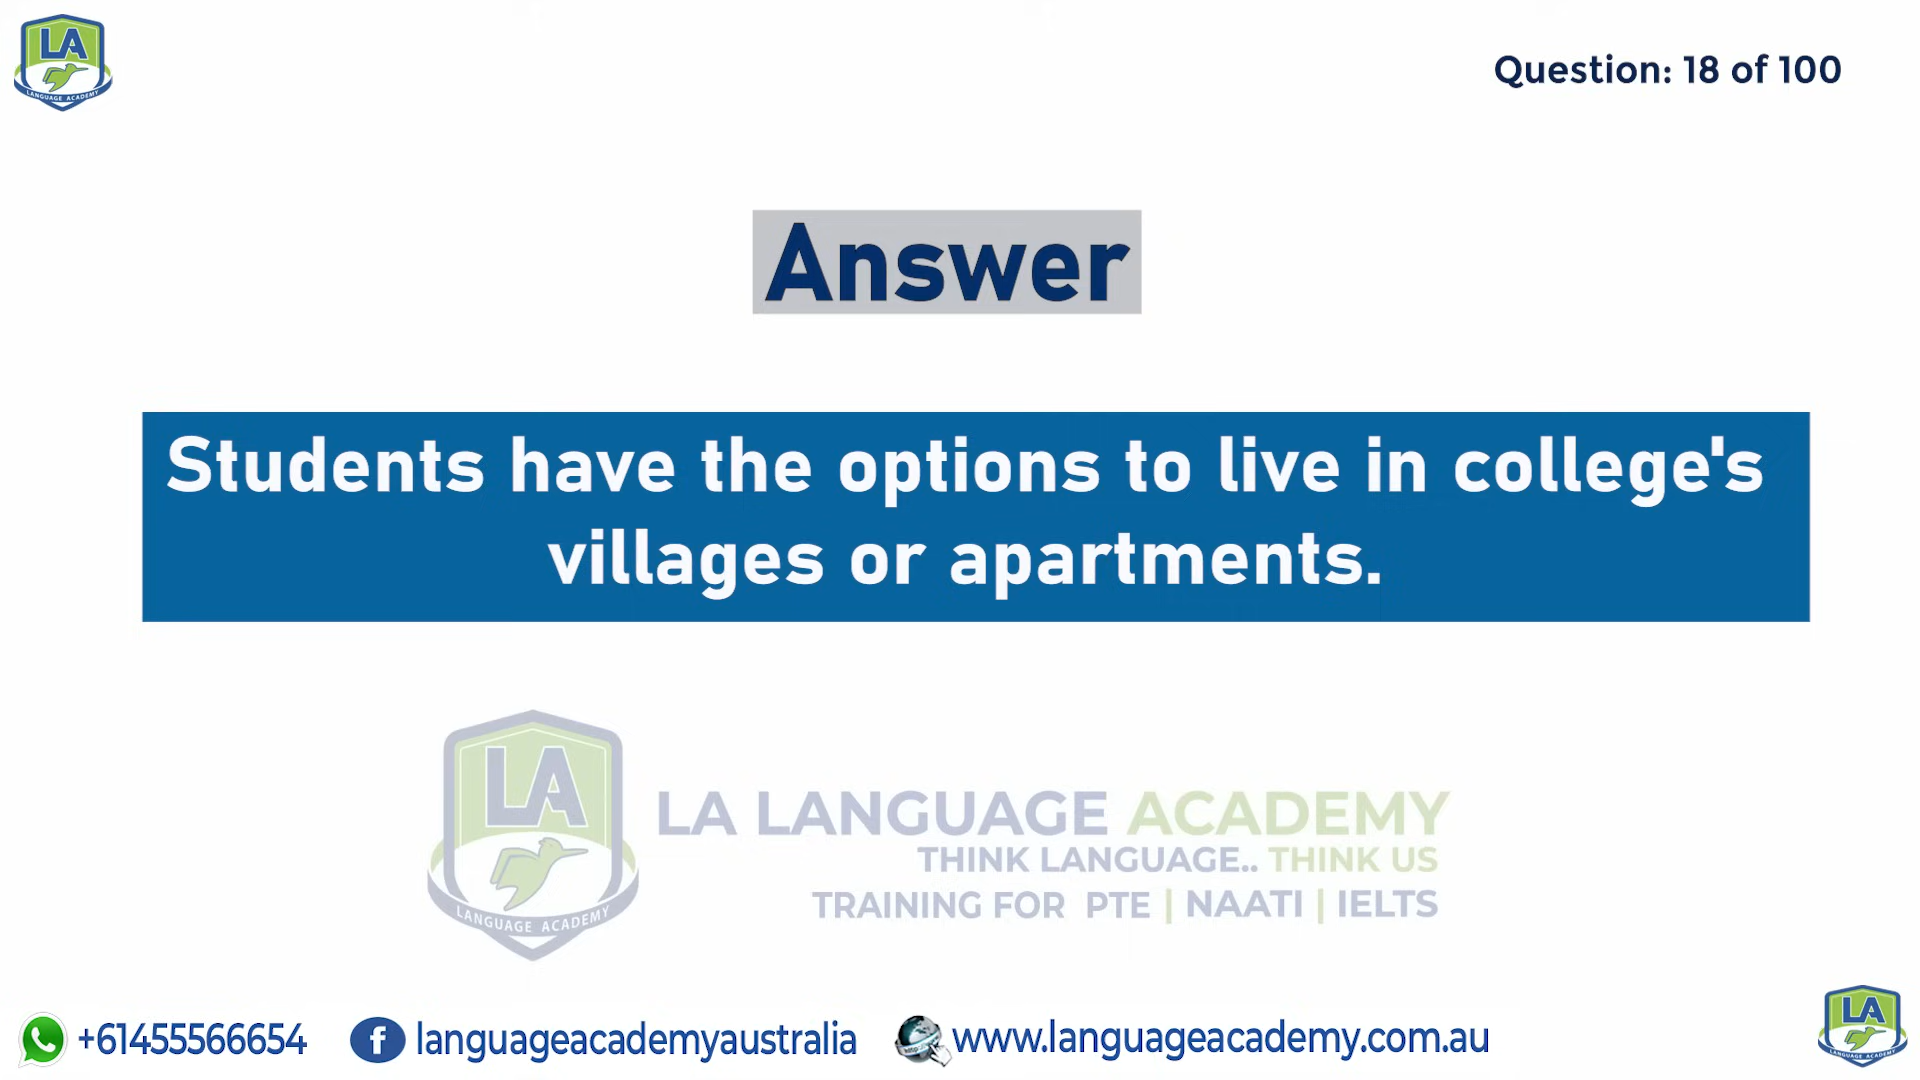 LA
LANGUAGE ACADEMY
Question: 18 of 100
Answer
Students have the options to live in college's
villages or apartments.
LA
LANGUAGE ACADEMY
LA LANGUAGE ACADEMY
THINK LANGUAGE.. THINK US
TRAINING FOR PTE | NAATI | IELTS
+61455566654
f
languageacademyaustralia
www.languageacademy.com.au
LA
LANGUAGE ACADEMY